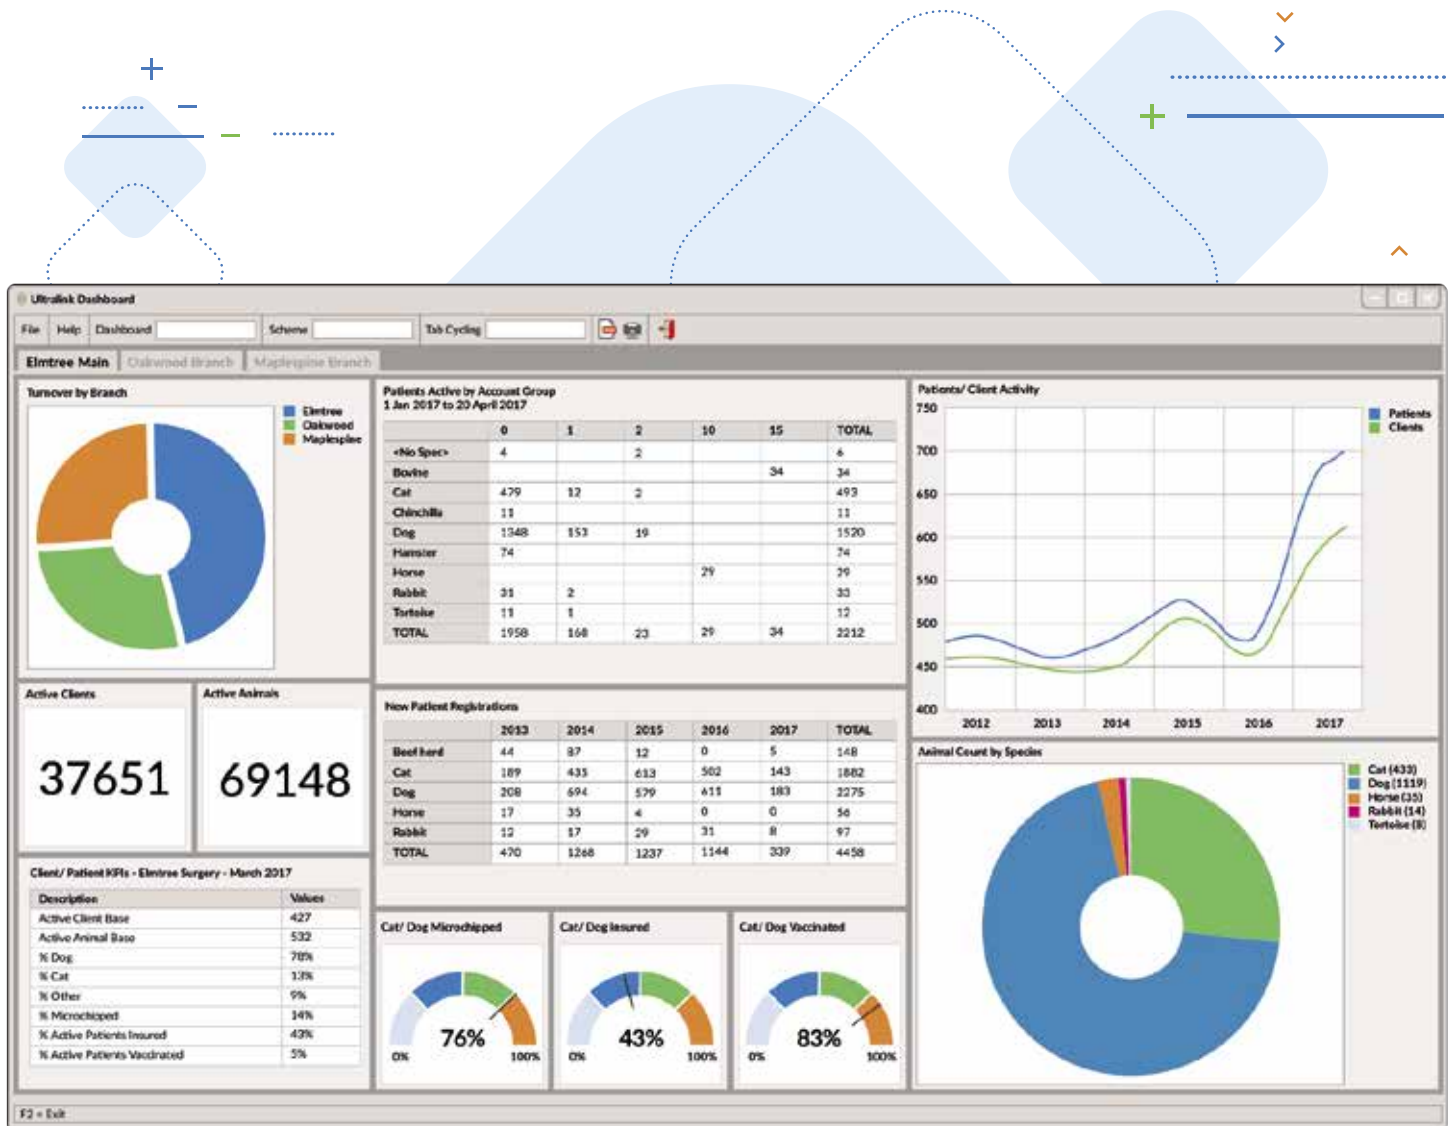 Ultralink Dashboard
File Help Dashboard Scheme Tab Cycling
Elmtree Main Oakwood Branch Maplespine Branch
Turnover by Branch
Elmtree
Oakwood
Maplespine
Active Clients
37651
Active Animals
69148
Client/ Patient KPIs - Elmtree Surgery - March 2017
Description Values
Active Client Base 427
Active Animal Base 532
% Dog 78%
% Cat 13%
% Other 9%
% Microchipped 14%
% Active Patients Insured 43%
% Active Patients Vaccinated 5%
Patients Active by Account Group
1 Jan 2017 to 20 April 2017
0 1 2 10 15 TOTAL
<No Spec> 4 2 6
Bovine 34 34
Cat 479 12 2 493
Chinchilla 11 11
Dog 1348 153 19 1520
Hamster 74 74
Horse 29 29
Rabbit 31 2 33
Tortoise 11 1 12
TOTAL 1958 168 23 29 34 2212
New Patient Registrations
2013 2014 2015 2016 2017 TOTAL
Beef herd 44 87 12 0 5 148
Cat 189 435 613 502 143 1882
Dog 208 694 579 611 183 2275
Horse 17 35 4 0 0 56
Rabbit 12 17 29 31 8 97
TOTAL 470 1268 1237 1144 339 4458
Cat/ Dog Microchipped
76%
0% 100%
Cat/ Dog Insured
43%
0% 100%
Cat/ Dog Vaccinated
83%
0% 100%
Patients/ Client Activity
750
700
650
600
550
500
450
400
2012 2013 2014 2015 2016 2017
Patients
Clients
Animal Count by Species
Cat (433)
Dog (1119)
Horse (35)
Rabbit (14)
Tortoise (8)
F2 = Exit